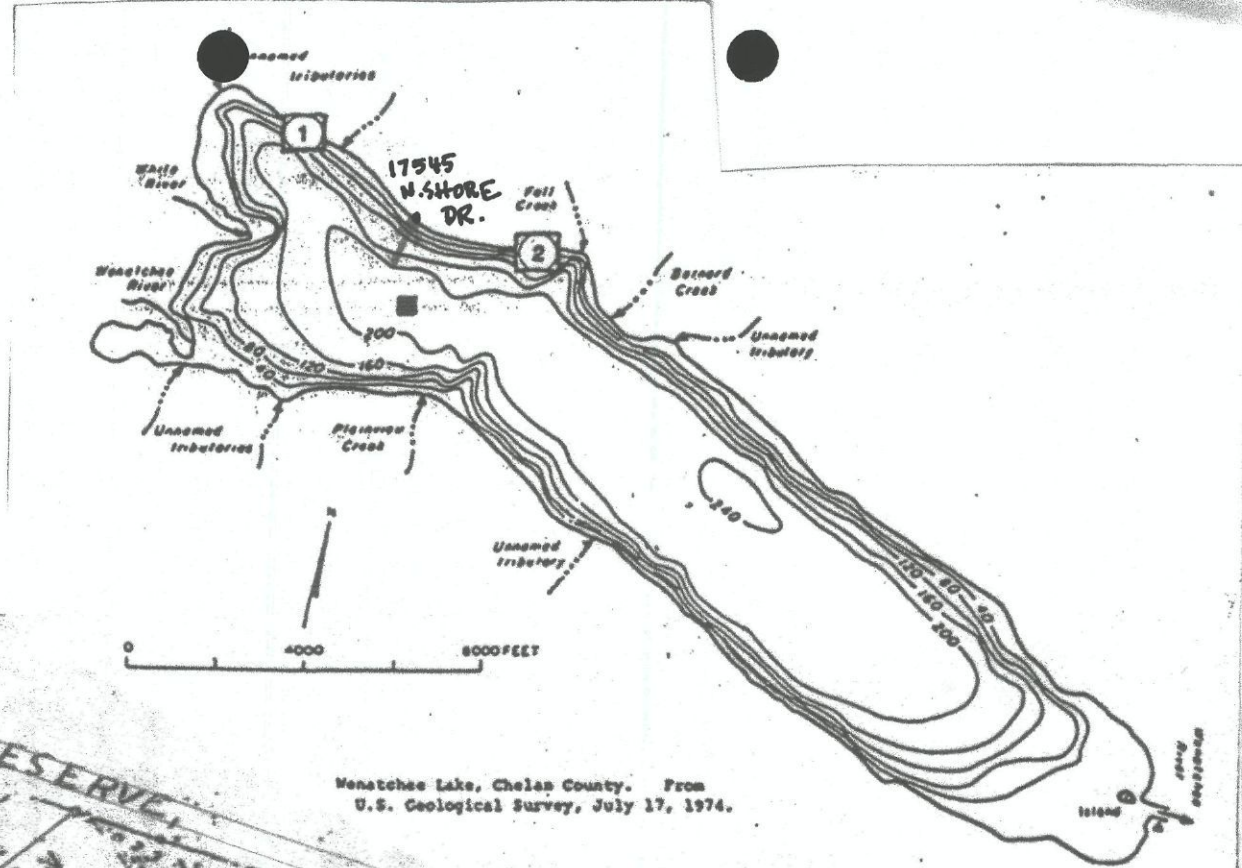 Unnamed
tributaries
1
17545
N. SHORE
DR.
White
River
Fall
Creek
2
Wenatchee
River
Barnard
Creek
Unnamed
tributary
200
80
120
160
40
Unnamed
tributaries
Plainview
Creek
240
N
Unnamed
tributary
120
80
40
160
200
0
4000
8000 FEET
Wenatchee
River
Island
Wenatchee Lake, Chelan County. From
U.S. Geological Survey, July 17, 1974.
ESERVE,